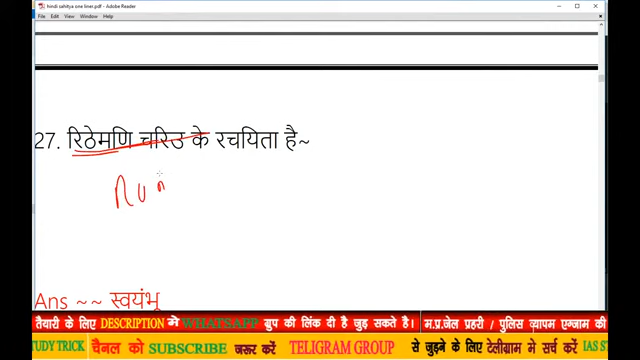 hindi sahitya one liner.pdf - Adobe Reader
File Edit View Window Help
27. रिठेमणि चरिउ के रचयिता है~
Ans ~~ स्वयंभू
तैयारी के लिए DESCRIPTION मे WHATSAPP ग्रुप की लिंक दी है जुड़ सकते है। म.प्र.जेल प्रहरी / पुलिस व्यापम एग्जाम की
STUDY TRICK चैनल को SUBSCRIBE जरूर करें TELIGRAM GROUP से जुड़ने के लिए टेलीग्राम मे सर्च करें IAS ST